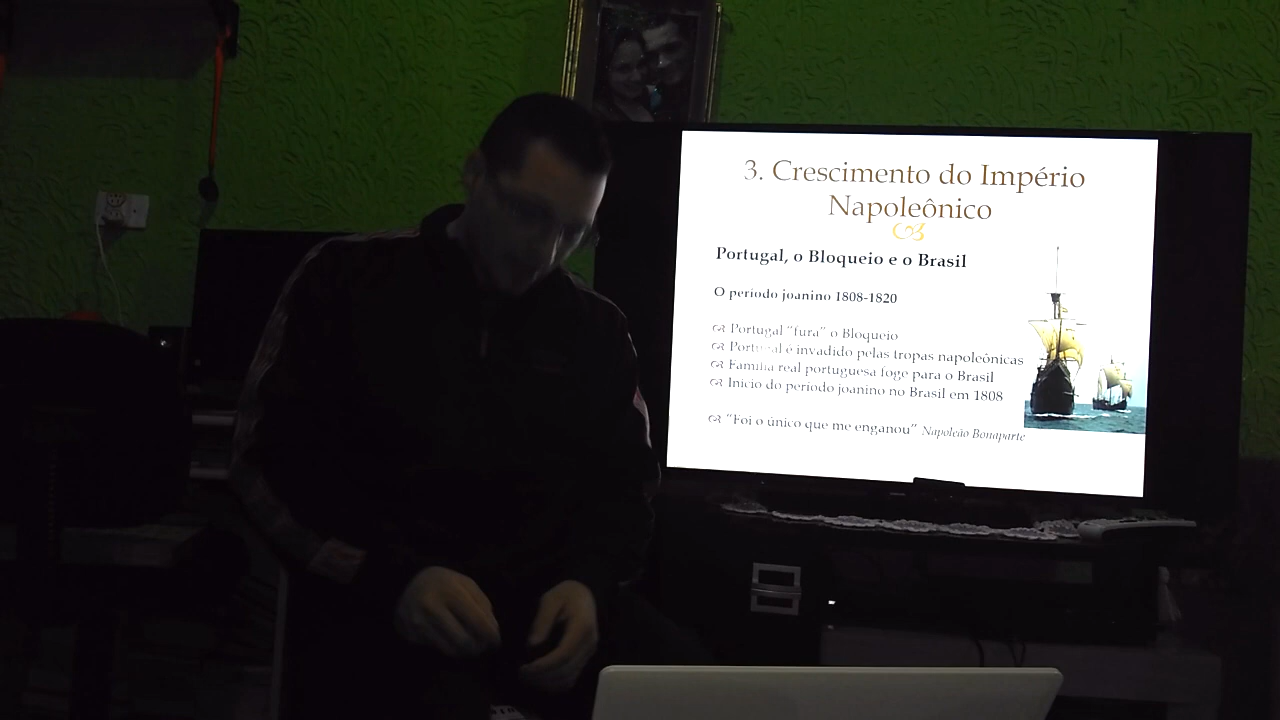 3. Crescimento do Império
Napoleônico
Portugal, o Bloqueio e o Brasil
O período joanino 1808-1820
Portugal “fura” o Bloqueio
Portugal é invadido pelas tropas napoleônicas
Família real portuguesa foge para o Brasil
Início do período joanino no Brasil em 1808
“Foi o único que me enganou” Napoleão Bonaparte